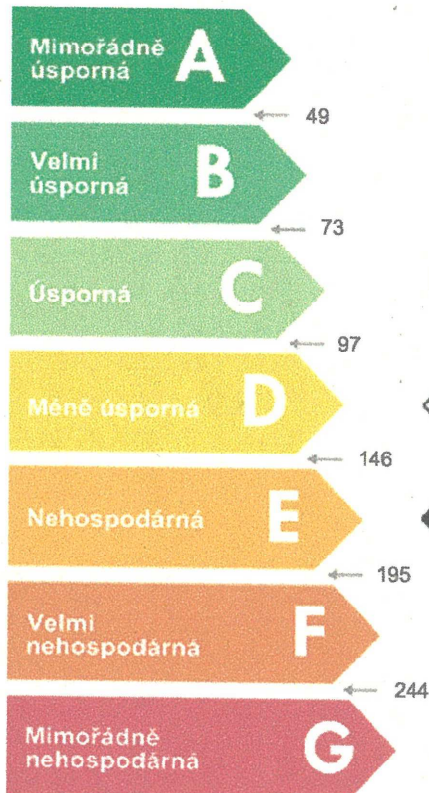 Mimořádně
úsporná
A
49
Velmi
úsporná
B
73
Úsporná
C
97
Méně úsporná
D
146
Nehospodárná
E
195
Velmi
nehospodárná
F
244
Mimořádně
nehospodárná
G